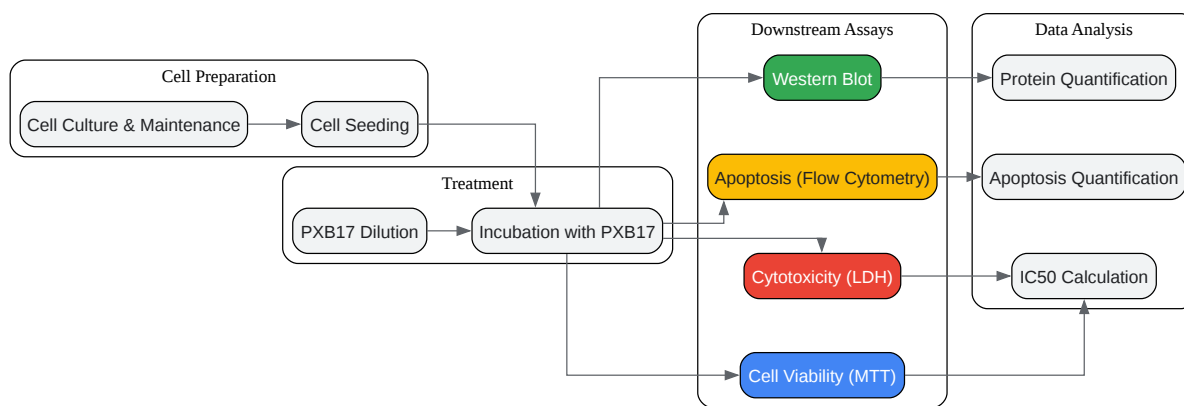 Cell Preparation
Cell Culture & Maintenance
Cell Seeding
Treatment
PXB17 Dilution
Incubation with PXB17
Downstream Assays
Western Blot
Apoptosis (Flow Cytometry)
Cytotoxicity (LDH)
Cell Viability (MTT)
Data Analysis
Protein Quantification
Apoptosis Quantification
IC50 Calculation